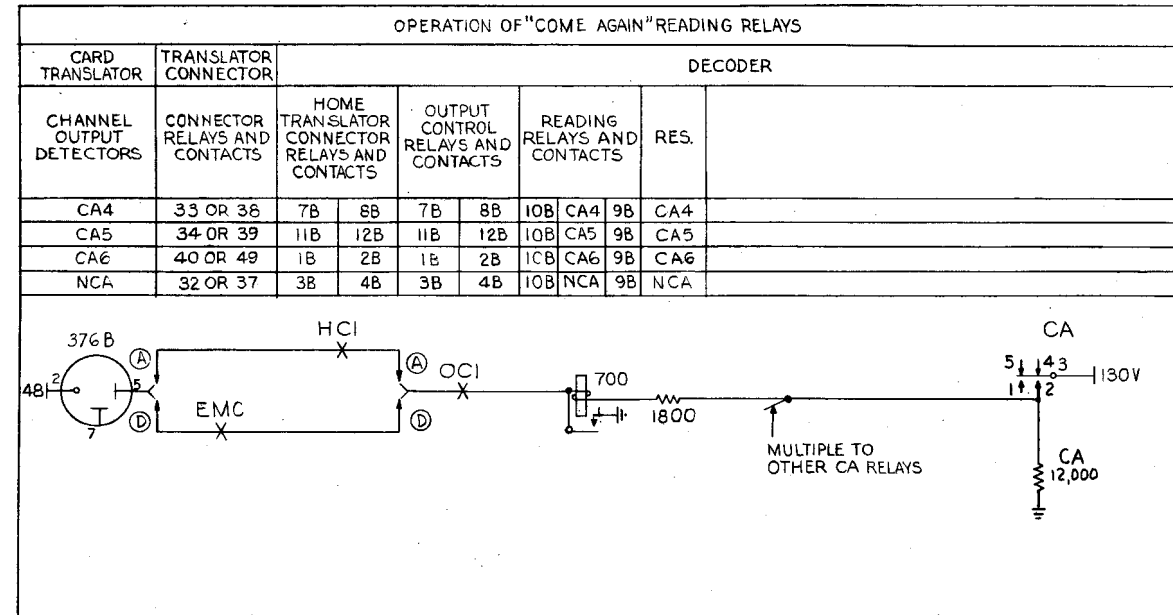 OPERATION OF "COME AGAIN" READING RELAYS
CARD TRANSLATOR
TRANSLATOR CONNECTOR
DECODER
CHANNEL OUTPUT DETECTORS
CONNECTOR RELAYS AND CONTACTS
HOME TRANSLATOR CONNECTOR RELAYS AND CONTACTS
OUTPUT CONTROL RELAYS AND CONTACTS
READING RELAYS AND CONTACTS
RES.
CA4 33 OR 38 7B 8B 7B 8B 10B CA4 9B CA4
CA5 34 OR 39 11B 12B 11B 12B 10B CA5 9B CA5
CA6 40 OR 49 1B 2B 1B 2B 10B CA6 9B CA6
NCA 32 OR 37 3B 4B 3B 4B 10B NCA 9B NCA
376B
48 2 5 7
A
HC1
A
D
EMC
D
OC1
700
1800
MULTIPLE TO
OTHER CA RELAYS
CA
5 4 3
1 2
130V
CA
12,000